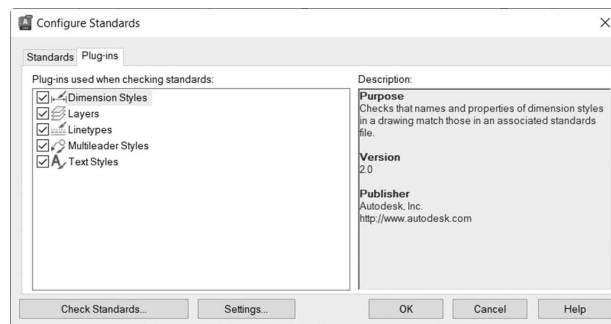 Configure Standards
Standards Plug-ins
Plug-ins used when checking standards:
Dimension Styles
Layers
Linetypes
Multileader Styles
Text Styles
Description:
Purpose
Checks that names and properties of dimension styles
in a drawing match those in an associated standards
file.
Version
2.0
Publisher
Autodesk, Inc.
http://www.autodesk.com
Check Standards... Settings... OK Cancel Help